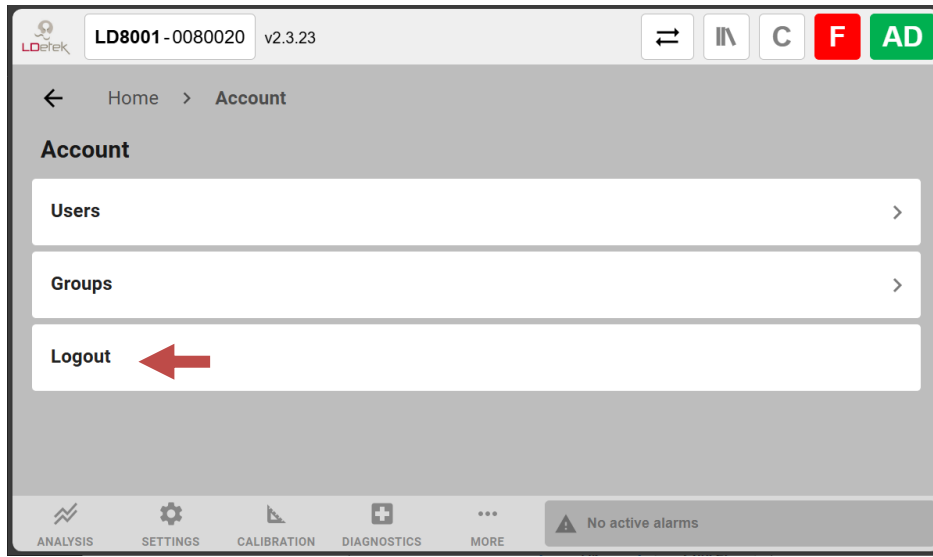 LDetek
LD8001-0080020 v2.3.23 C F AD
Home > Account
Account
Users
Groups
Logout
ANALYSIS SETTINGS CALIBRATION DIAGNOSTICS MORE No active alarms